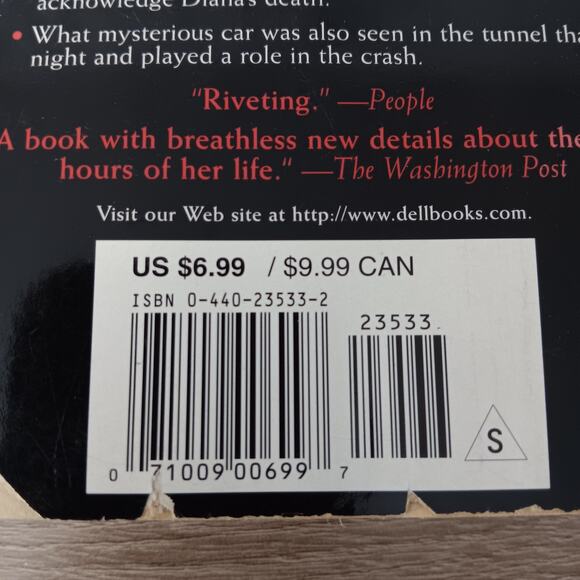 acknowledge Diana's death.
• What mysterious car was also seen in the tunnel tha
night and played a role in the crash.
"Riveting." —People
A book with breathless new details about the
hours of her life." —The Washington Post
Visit our Web site at http://www.dellbooks.com.
US $6.99 / $9.99 CAN
ISBN 0-440-23533-2
23533
S
0 71009 00699 7